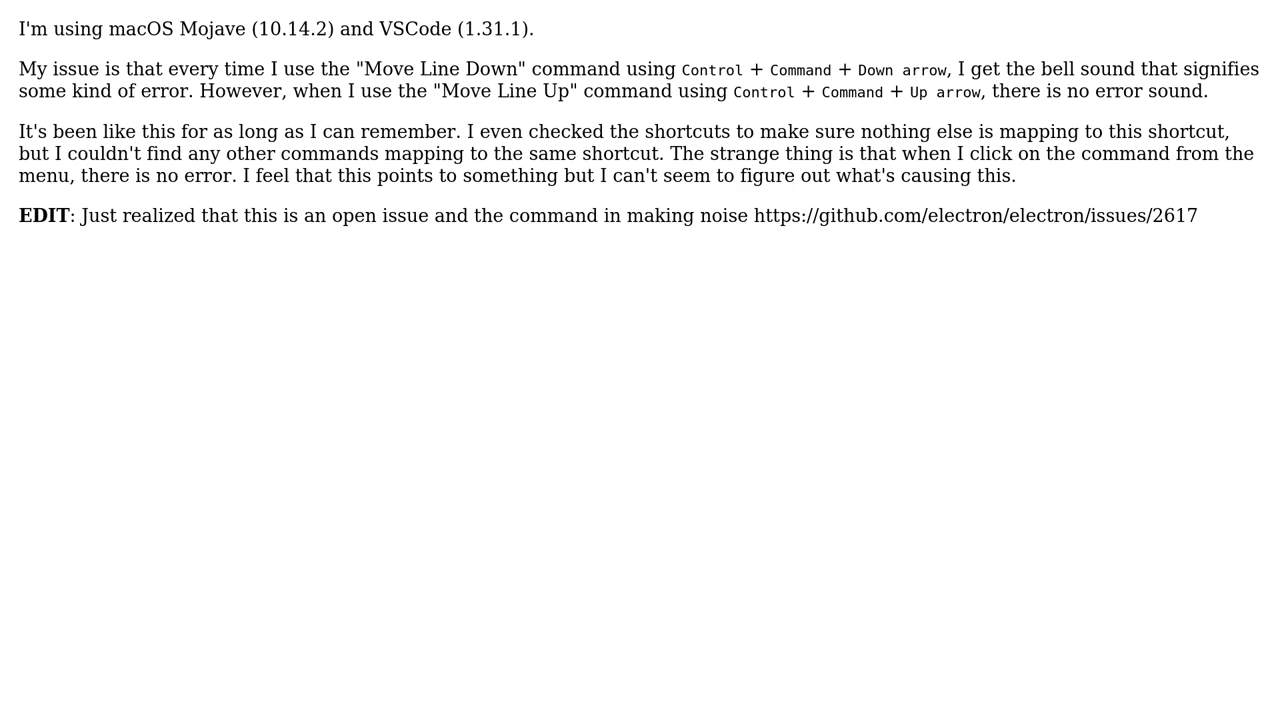 I'm using macOS Mojave (10.14.2) and VSCode (1.31.1).
My issue is that every time I use the "Move Line Down" command using Control + Command + Down arrow, I get the bell sound that signifies
some kind of error. However, when I use the "Move Line Up" command using Control + Command + Up arrow, there is no error sound.
It's been like this for as long as I can remember. I even checked the shortcuts to make sure nothing else is mapping to this shortcut,
but I couldn't find any other commands mapping to the same shortcut. The strange thing is that when I click on the command from the
menu, there is no error. I feel that this points to something but I can't seem to figure out what's causing this.
EDIT: Just realized that this is an open issue and the command in making noise https://github.com/electron/electron/issues/2617